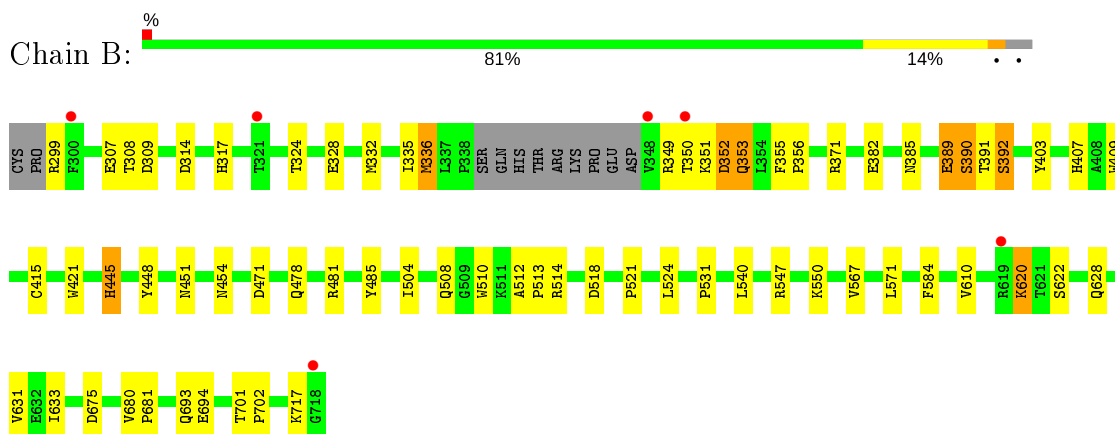 %
Chain B:
81% 14% • •
CYS PRO R299 F300 E307 T308 D309 D314 H317 T321 T324 E328 M332 I335 M336 L337 P338 SER GLN HIS THR ARG LYS PRO GLU ASP V348 R349 T350 K351 D352 Q353 L354 F355 P356 R371 E382 N385 E389 S390 T391 S392 Y403 H407 A408 W409
C415 W421 H445 Y448 N451 N454 D471 Q478 R481 Y485 I504 Q508 G509 W510 K511 A512 P513 R514 D518 P521 L524 P531 L540 R547 K550 V567 L571 F584 V610 R619 K620 T621 S622 Q628
V631 E632 I633 D675 V680 P681 Q693 E694 T701 P702 K717 G718